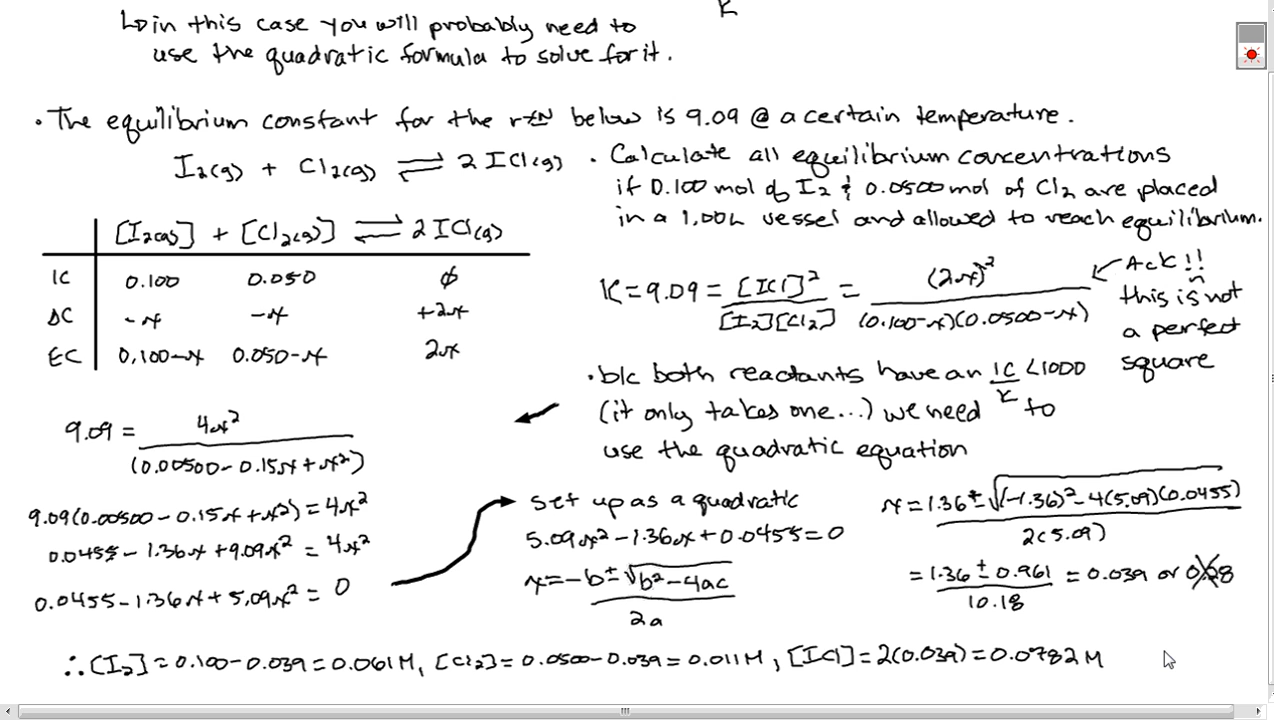 ↳ in this case you will probably need to
use the quadratic formula to solve for it.
K
• The equilibrium constant for the rxn below is 9.09 @ a certain temperature.
I2(g) + Cl2(g) ⇌ 2 ICl(g)
• Calculate all equilibrium concentrations
if 0.100 mol of I2 & 0.0500 mol of Cl2 are placed
in a 1.00L vessel and allowed to reach equilibrium.
[I2(g)] + [Cl2(g)] ⇌ 2 ICl(g)
IC 0.100 0.050 ∅
ΔC -x -x +2x
EC 0.100-x 0.050-x 2x
K = 9.09 = [ICl]² / [I2][Cl2] = (2x)² / (0.100-x)(0.0500-x)
← Ack!!
this is not
a perfect
square
• b/c both reactants have an IC/K < 1000
(it only takes one...) we need to
use the quadratic equation
9.09 = 4x² / (0.00500 - 0.15x + x²)
9.09(0.00500 - 0.15x + x²) = 4x²
0.0455 - 1.36x + 9.09x² = 4x²
0.0455 - 1.36x + 5.09x² = 0
set up as a quadratic
5.09x² - 1.36x + 0.0455 = 0
x = -b ± √b² - 4ac / 2a
x = 1.36 ± √(-1.36)² - 4(5.09)(0.0455) / 2(5.09)
= 1.36 ± 0.961 / 10.18 = 0.039 or 0.28
∴ [I2] = 0.100 - 0.039 = 0.061 M, [Cl2] = 0.0500 - 0.039 = 0.011 M, [ICl] = 2(0.039) = 0.0782 M